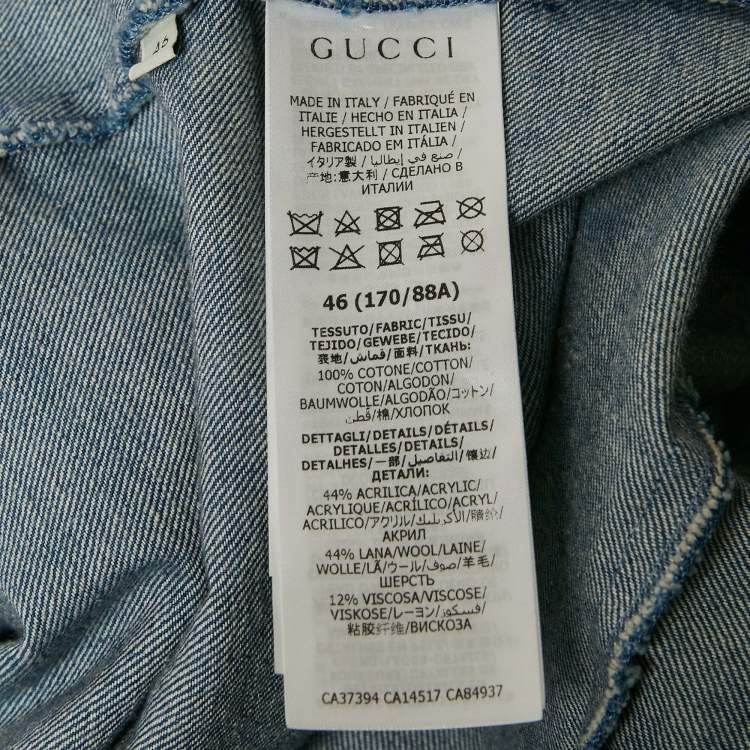 46
GUCCI
MADE IN ITALY / FABRIQUÉ EN
ITALIE / HECHO EN ITALIA /
HERGESTELLT IN ITALIEN /
FABRICADO EM ITÁLIA /
イタリア製 / صنع في إيطاليا /
产地:意大利 / СДЕЛАНО В
ИТАЛИИ
46 (170/88A)
TESSUTO/FABRIC/TISSU/
TEJIDO/GEWEBE/TECIDO/
表地/قماش/面料/ТКАНЬ:
100% COTONE/COTTON/
COTON/ALGODON/
BAUMWOLLE/ALGODÃO/コットン/
قطن/棉/ХЛОПОК
DETTAGLI/DETAILS/DÉTAILS/
DETALLES/DETAILS/
DETALHES/一部/التفاصيل/镶边/
ДЕТАЛИ:
44% ACRILICA/ACRYLIC/
ACRYLIQUE/ACRÍLICO/ACRYL/
ACRILICO/アクリル/الأكريليك/腈纶/
АКРИЛ
44% LANA/WOOL/LAINE/
WOLLE/LÃ/ウール/صوف/羊毛/
ШЕРСТЬ
12% VISCOSA/VISCOSE/
VISKOSE/レーヨン/فسكوز/
粘胶纤维/ВИСКОЗА
CA37394 CA14517 CA84937